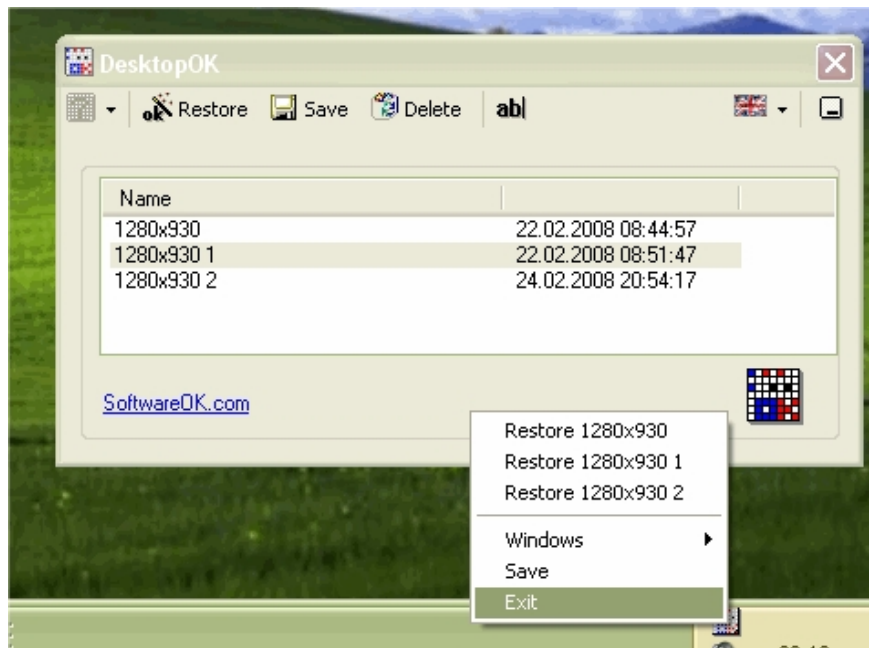 DesktopOK
Restore Save Delete ab|
Name
1280x930 22.02.2008 08:44:57
1280x930 1 22.02.2008 08:51:47
1280x930 2 24.02.2008 20:54:17
SoftwareOK.com
Restore 1280x930
Restore 1280x930 1
Restore 1280x930 2
Windows
Save
Exit